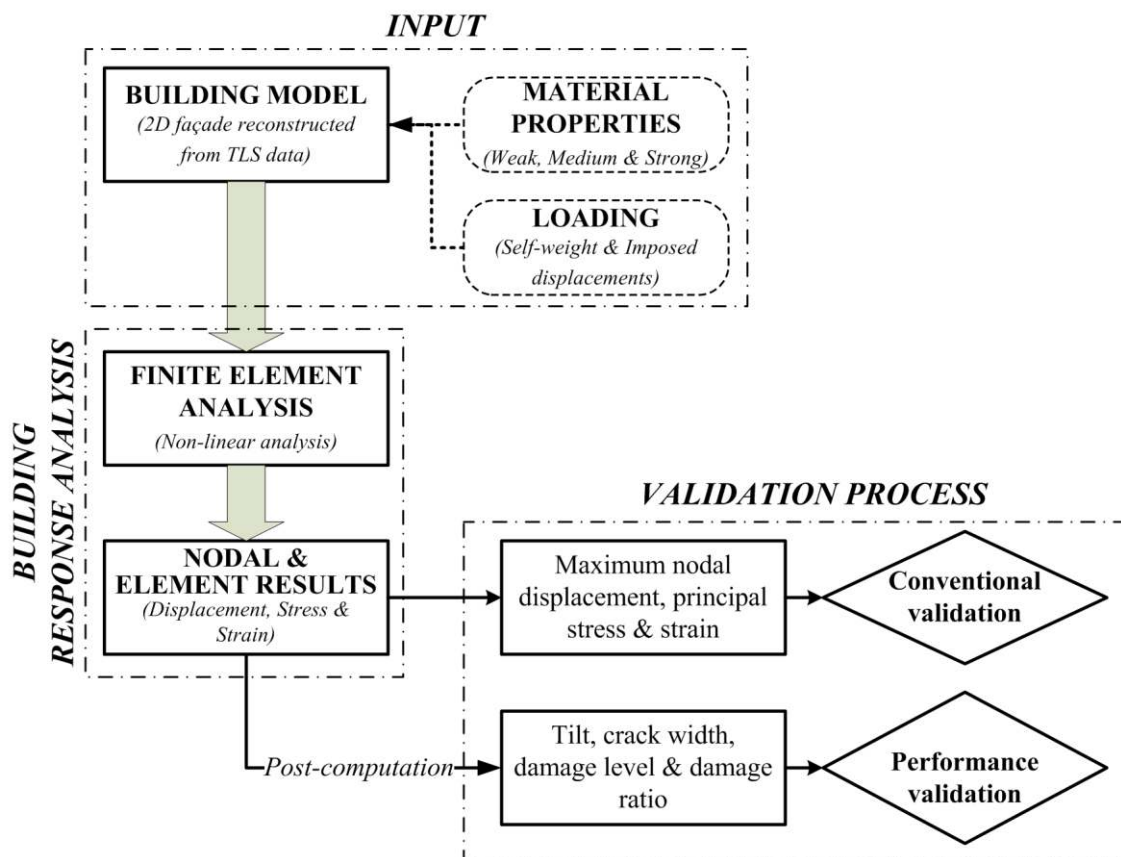 INPUT
BUILDING MODEL
(2D façade reconstructed
from TLS data)
MATERIAL
PROPERTIES
(Weak, Medium & Strong)
LOADING
(Self-weight & Imposed
displacements)
BUILDING
RESPONSE ANALYSIS
FINITE ELEMENT
ANALYSIS
(Non-linear analysis)
NODAL &
ELEMENT RESULTS
(Displacement, Stress &
Strain)
VALIDATION PROCESS
Maximum nodal
displacement, principal
stress & strain
Conventional
validation
Post-computation
Tilt, crack width,
damage level & damage
ratio
Performance
validation